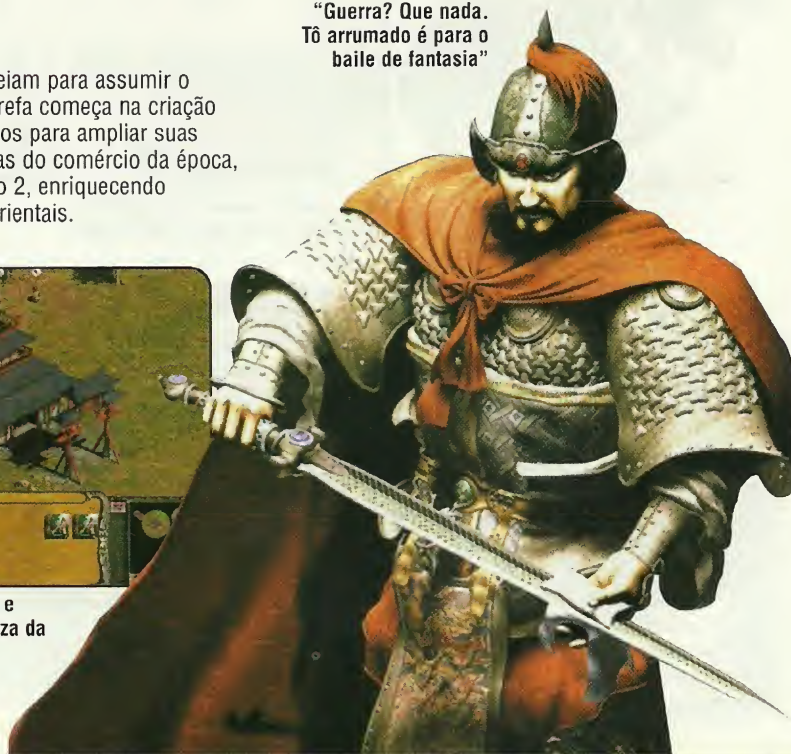 “Guerra? Que nada.
Tô arrumado é para o
baile de fantasia”
eiam para assumir o
refa começa na criação
os para ampliar suas
as do comércio da época,
o 2, enriquecendo
rientais.
e
za da